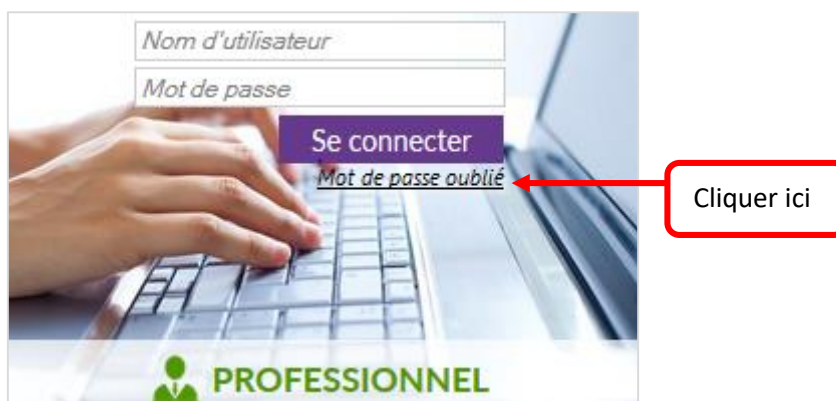 Nom d'utilisateur
Mot de passe
Se connecter
Mot de passe oublié
Cliquer ici
PROFESSIONNEL